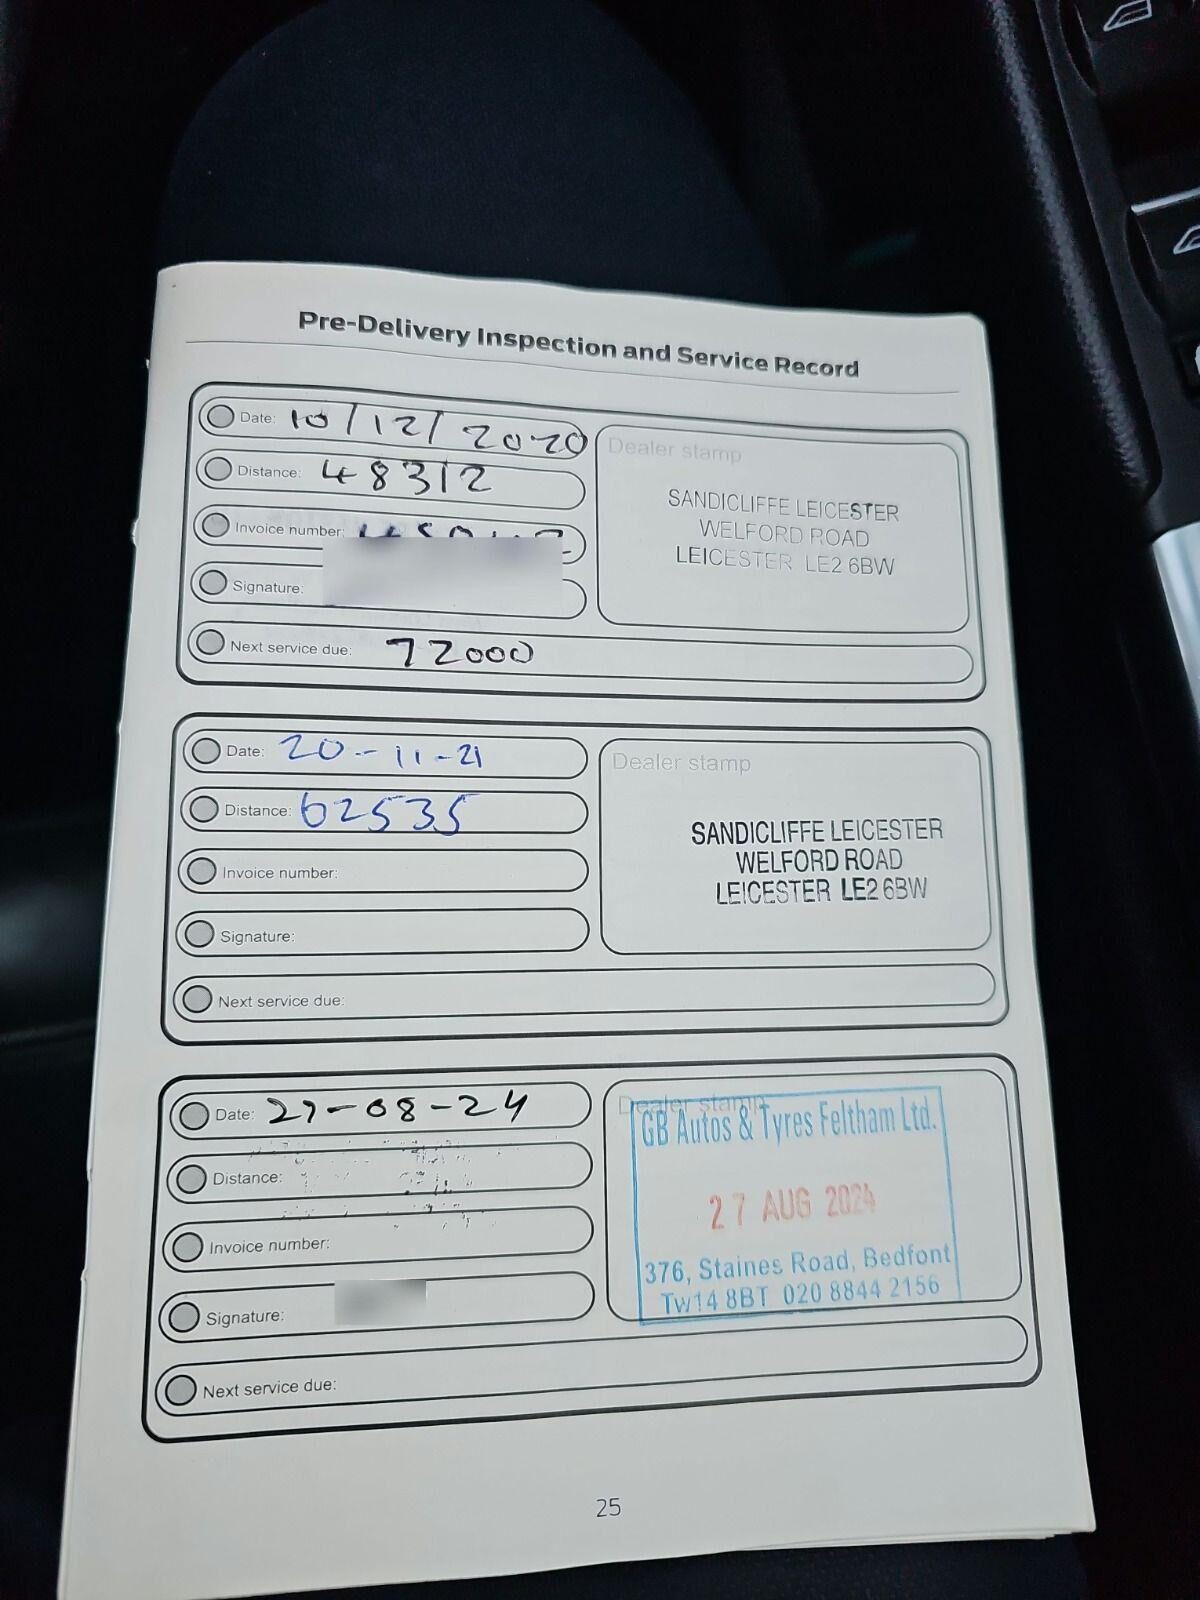 Pre-Delivery Inspection and Service Record
Date: 10/12/2020
Distance: 48312
Invoice number:
Signature:
Next service due: 72000
Dealer stamp
SANDICLIFFE LEICESTER
WELFORD ROAD
LEICESTER LE2 6BW
Date: 20-11-21
Distance: 62535
Invoice number:
Signature:
Next service due:
Dealer stamp
SANDICLIFFE LEICESTER
WELFORD ROAD
LEICESTER LE2 6BW
Date: 27-08-24
Distance:
Invoice number:
Signature:
Next service due:
Dealer stamp
GB Autos & Tyres Feltham Ltd.
27 AUG 2024
376, Staines Road, Bedfont
Tw14 8BT 020 8844 2156
25